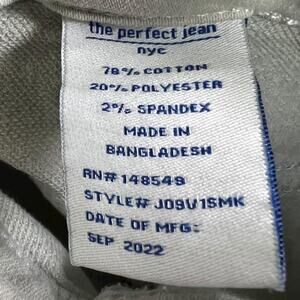 the perfect jean
nyc
78% COTTON
20% POLYESTER
2% SPANDEX
MADE IN
BANGLADESH
RN# 148549
STYLE# J09V1SMK
DATE OF MFG:
SEP 2022